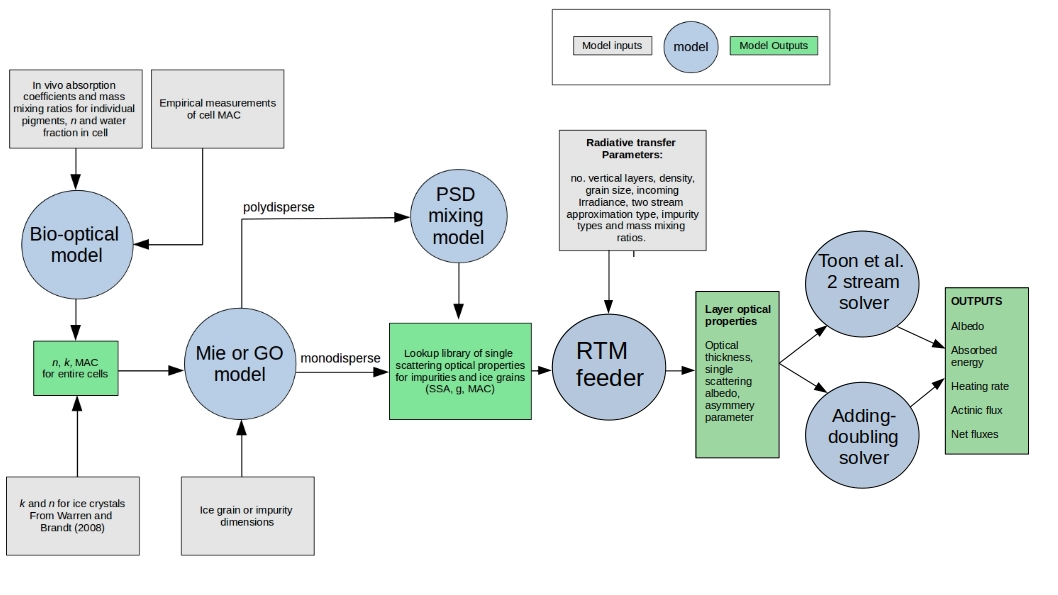 Model inputs
model
Model Outputs
In vivo absorption
coefficients and mass
mixing ratios for individual
pigments, n and water
fraction in cell
Empirical measurements
of cell MAC
Radiative transfer
Parameters:
no. vertical layers, density,
grain size, incoming
Irradiance, two stream
approximation type, impurity
types and mass mixing
ratios.
Bio-optical
model
polydisperse
PSD
mixing
model
Toon et al.
2 stream
solver
n, k, MAC
for entire cells
Mie or GO
model
monodisperse
Lookup library of single
scattering optical properties
for impurities and ice grains
(SSA, g, MAC)
RTM
feeder
Layer optical
properties
Optical
thickness,
single
scattering
albedo,
asymmery
parameter
OUTPUTS
Albedo
Absorbed
energy
Heating rate
Actinic flux
Net fluxes
Adding-
doubling
solver
k and n for ice crystals
From Warren and
Brandt (2008)
Ice grain or impurity
dimensions